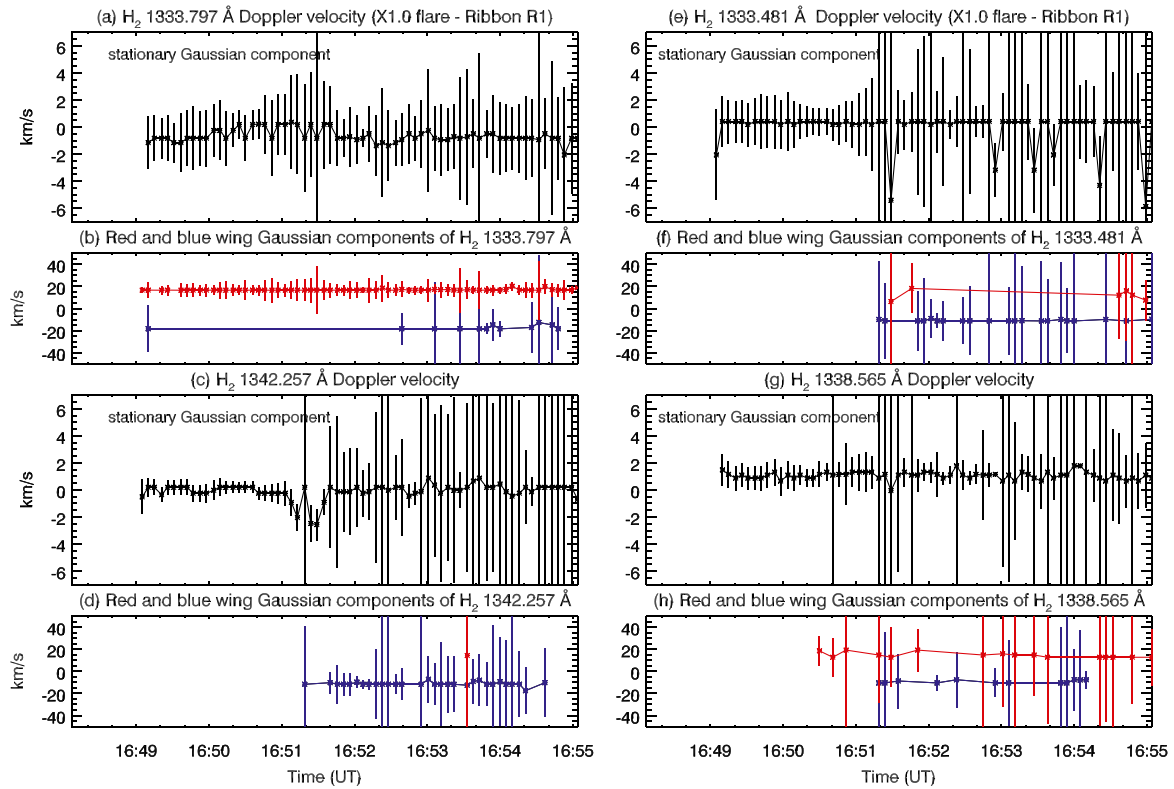 (a) H2 1333.797 Å Doppler velocity (X1.0 flare - Ribbon R1)
stationary Gaussian component
km/s
6
4
2
0
-2
-4
-6
(b) Red and blue wing Gaussian components of H2 1333.797 Å
km/s
40
20
0
-20
-40
(c) H2 1342.257 Å Doppler velocity
stationary Gaussian component
km/s
6
4
2
0
-2
-4
-6
(d) Red and blue wing Gaussian components of H2 1342.257 Å
km/s
40
20
0
-20
-40
16:49 16:50 16:51 16:52 16:53 16:54 16:55
Time (UT)
(e) H2 1333.481 Å Doppler velocity (X1.0 flare - Ribbon R1)
stationary Gaussian component
6
4
2
0
-2
-4
-6
(f) Red and blue wing Gaussian components of H2 1333.481 Å
40
20
0
-20
-40
(g) H2 1338.565 Å Doppler velocity
stationary Gaussian component
6
4
2
0
-2
-4
-6
(h) Red and blue wing Gaussian components of H2 1338.565 Å
40
20
0
-20
-40
16:49 16:50 16:51 16:52 16:53 16:54 16:55
Time (UT)